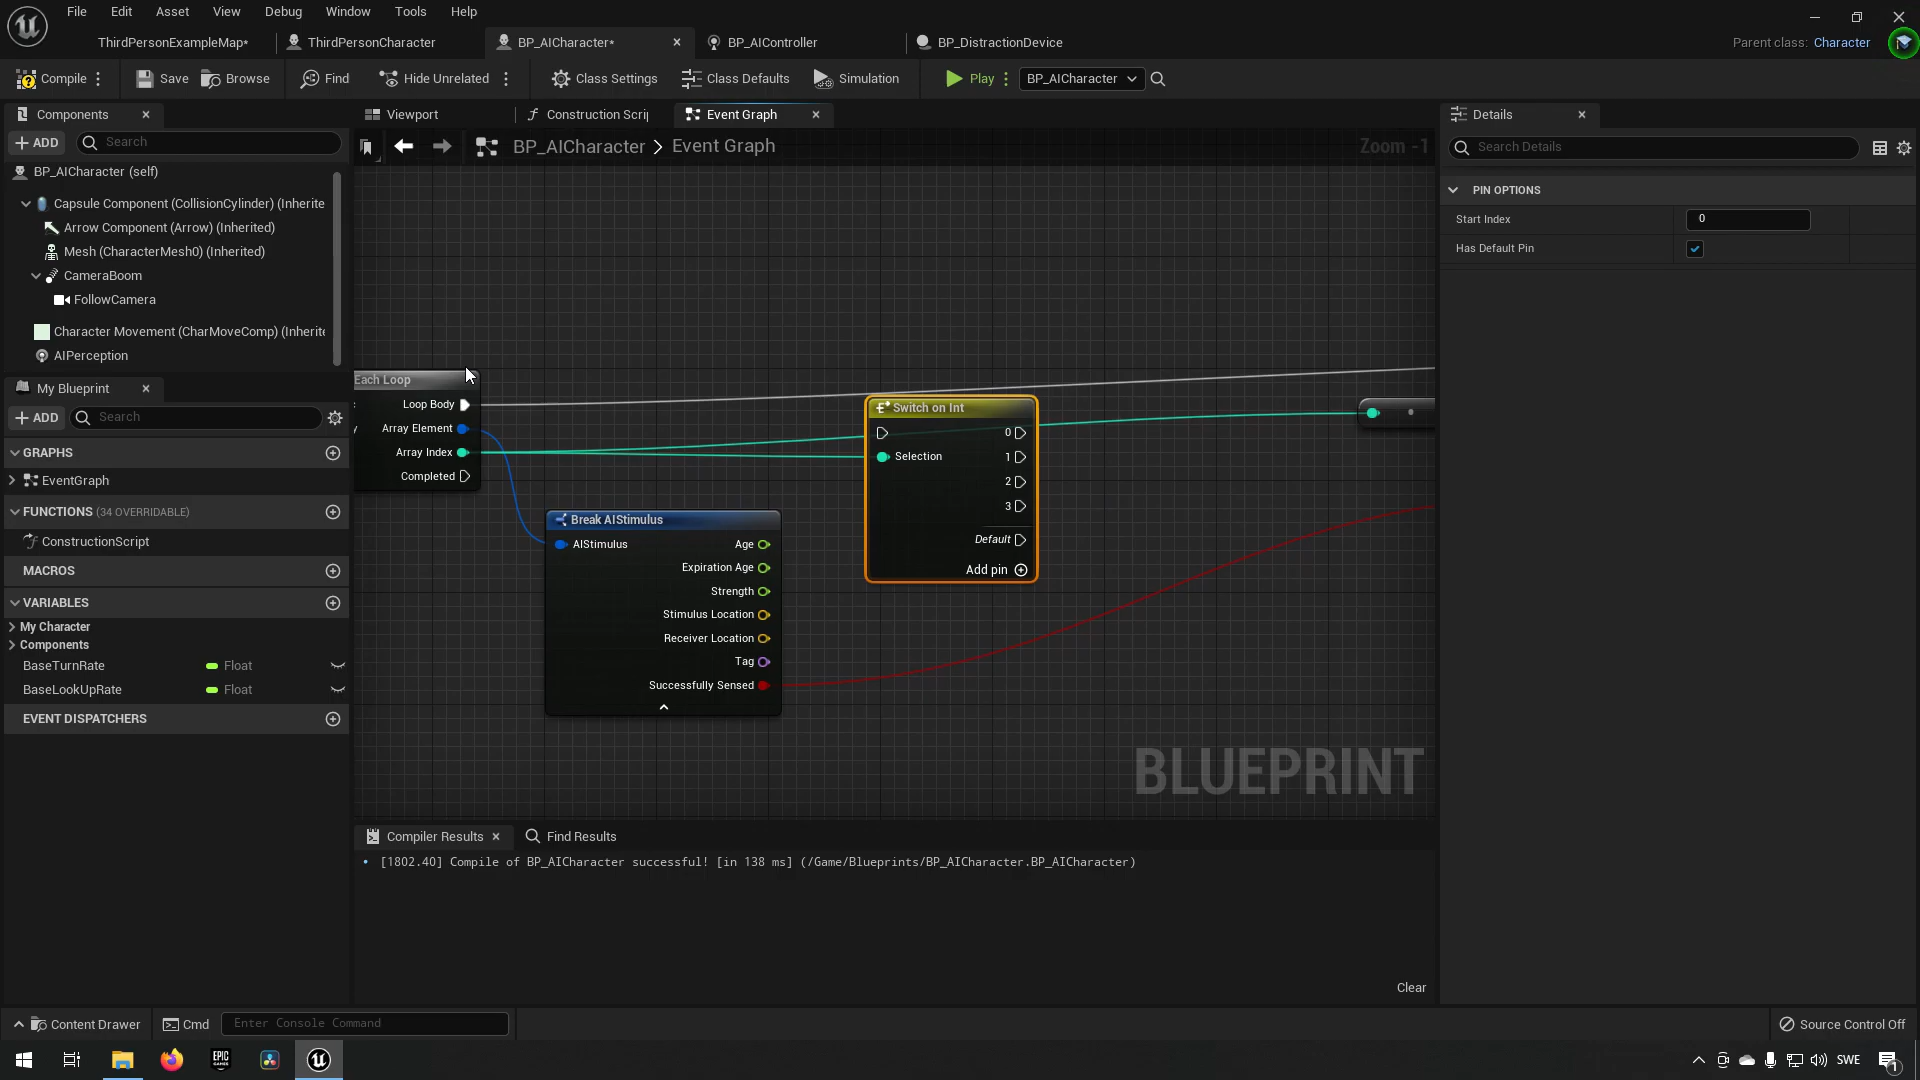 File Edit Asset View Debug Window Tools Help
ThirdPersonExampleMap* ThirdPersonCharacter BP_AICharacter* BP_AIController BP_DistractionDevice Parent class: Character
Compile Save Browse Find Hide Unrelated Class Settings Class Defaults Simulation Play BP_AICharacter
Components Viewport Construction Scrip Event Graph Details
ADD Search BP_AICharacter > Event Graph Zoom -1 Search Details
BP_AICharacter (self)
Capsule Component (CollisionCylinder) (Inherite
Arrow Component (Arrow) (Inherited)
Mesh (CharacterMesh0) (Inherited)
CameraBoom
FollowCamera
Character Movement (CharMoveComp) (Inherite
AIPerception
My Blueprint
ADD Search
GRAPHS
EventGraph
FUNCTIONS (34 OVERRIDABLE)
ConstructionScript
MACROS
VARIABLES
My Character
Components
BaseTurnRate Float
BaseLookUpRate Float
EVENT DISPATCHERS
Each Loop
Loop Body
Array Element
Array Index
Completed
Break AIStimulus
AIStimulus Age
Expiration Age
Strength
Stimulus Location
Receiver Location
Tag
Successfully Sensed
Switch on Int
0
Selection 1
2
3
Default
Add pin
BLUEPRINT
PIN OPTIONS
Start Index 0
Has Default Pin
Compiler Results Find Results
[1802.40] Compile of BP_AICharacter successful! [in 138 ms] (/Game/Blueprints/BP_AICharacter.BP_AICharacter)
Clear
Content Drawer Cmd Enter Console Command Source Control Off
EPIC GAMES SWE 1